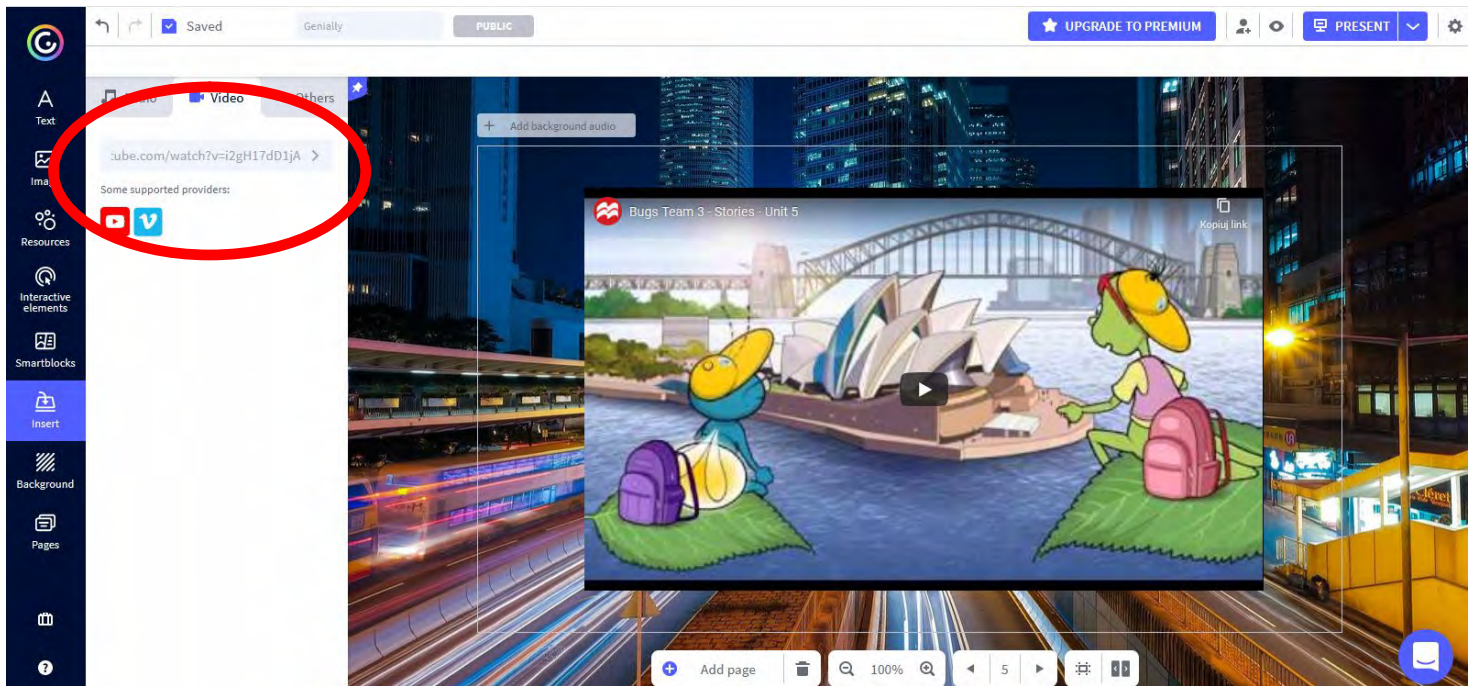 Saved
Genially
PUBLIC
UPGRADE TO PREMIUM
PRESENT
Text
Video
Others
Add background audio
:ube.com/watch?v=i2gH17dD1jA
Some supported providers:
Resources
Interactive
elements
Smartblocks
Insert
Background
Pages
Bugs Team 3 - Stories - Unit 5
Kopiuj link
Add page
100%
5